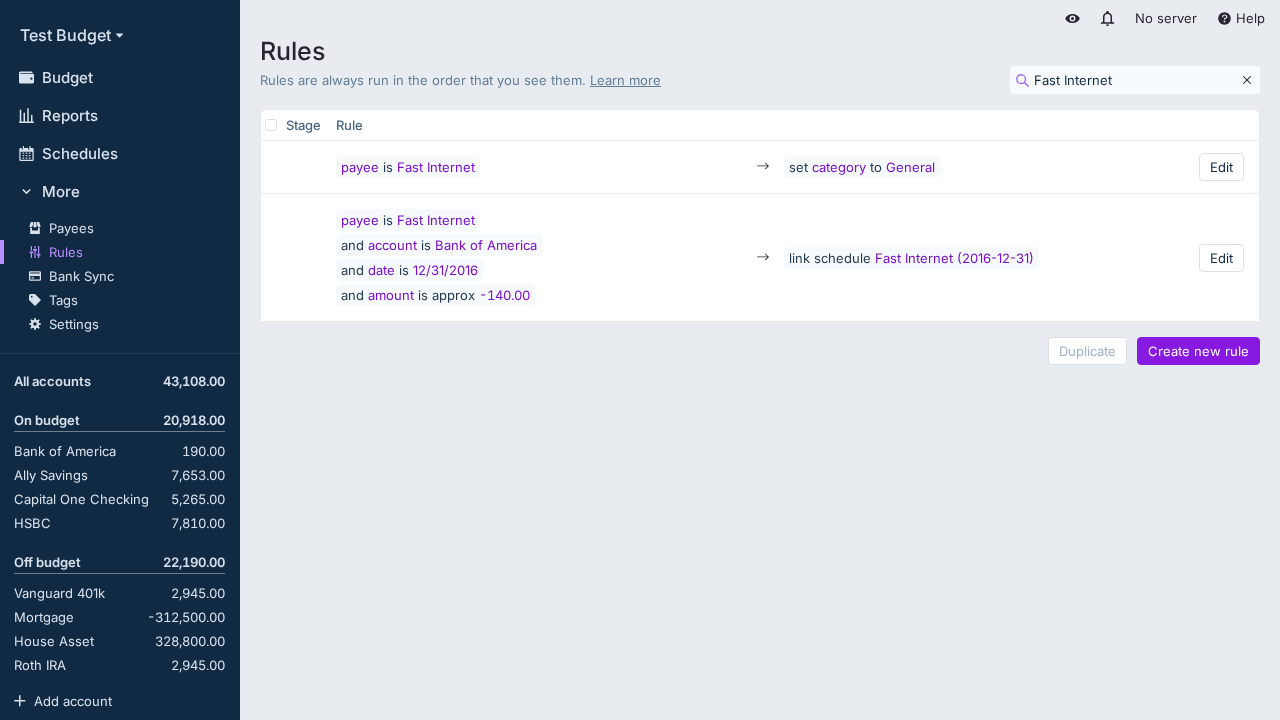 Test Budget
Budget
Reports
Schedules
More
Payees
Rules
Bank Sync
Tags
Settings
All accounts 43,108.00
On budget 20,918.00
Bank of America 190.00
Ally Savings 7,653.00
Capital One Checking 5,265.00
HSBC 7,810.00
Off budget 22,190.00
Vanguard 401k 2,945.00
Mortgage -312,500.00
House Asset 328,800.00
Roth IRA 2,945.00
Add account
No server Help
Rules
Rules are always run in the order that you see them. Learn more
Fast Internet
Stage Rule
payee is Fast Internet → set category to General Edit
payee is Fast Internet
and account is Bank of America
→ link schedule Fast Internet (2016-12-31) Edit
and date is 12/31/2016
and amount is approx -140.00
Duplicate Create new rule